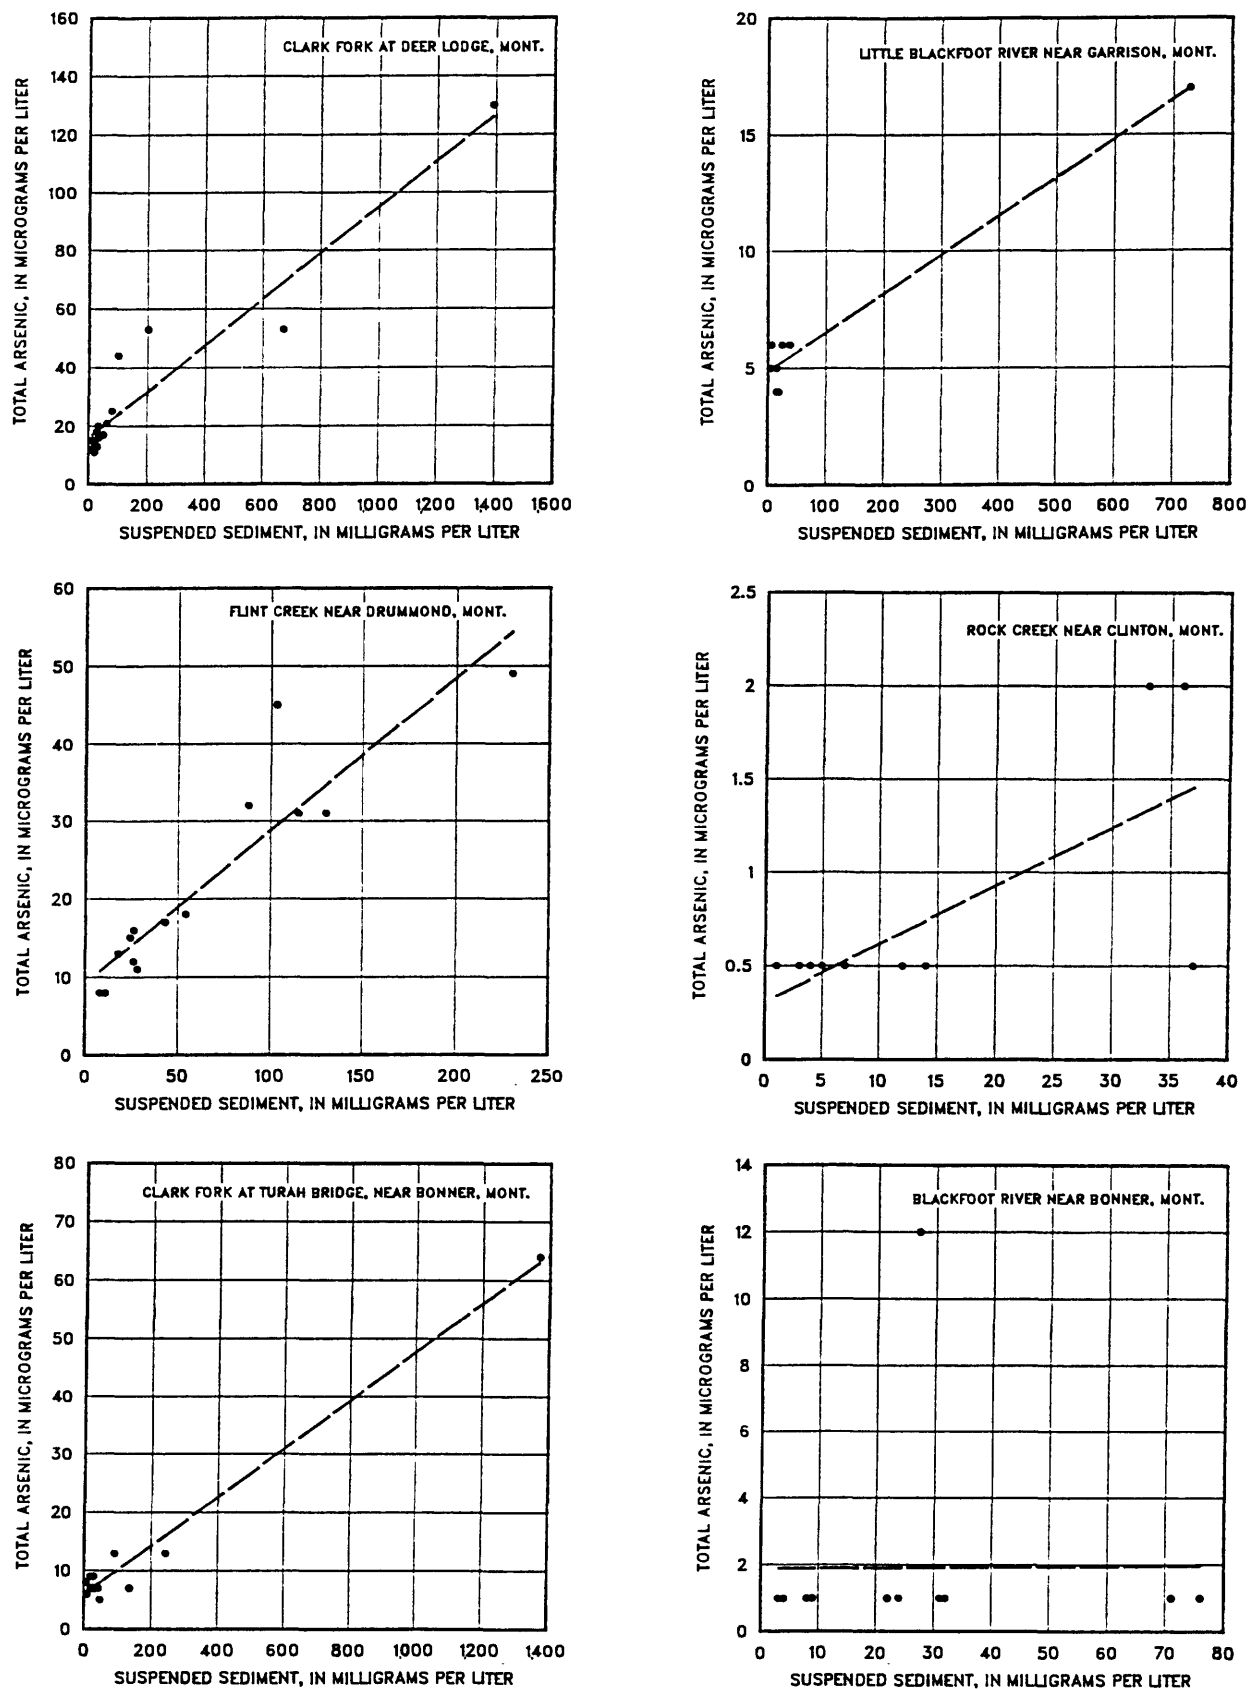 CLARK FORK AT DEER LODGE, MONT.
TOTAL ARSENIC, IN MICROGRAMS PER LITER
160
140
120
100
80
60
40
20
0
0 200 400 600 800 1,000 1,200 1,400 1,600
SUSPENDED SEDIMENT, IN MILLIGRAMS PER LITER
LITTLE BLACKFOOT RIVER NEAR GARRISON, MONT.
TOTAL ARSENIC, IN MICROGRAMS PER LITER
20
15
10
5
0
0 100 200 300 400 500 600 700 800
SUSPENDED SEDIMENT, IN MILLIGRAMS PER LITER
FLINT CREEK NEAR DRUMMOND, MONT.
TOTAL ARSENIC, IN MICROGRAMS PER LITER
60
50
40
30
20
10
0
0 50 100 150 200 250
SUSPENDED SEDIMENT, IN MILLIGRAMS PER LITER
ROCK CREEK NEAR CLINTON, MONT.
TOTAL ARSENIC, IN MICROGRAMS PER LITER
2.5
2
1.5
1
0.5
0
0 5 10 15 20 25 30 35 40
SUSPENDED SEDIMENT, IN MILLIGRAMS PER LITER
CLARK FORK AT TURAH BRIDGE, NEAR BONNER, MONT.
TOTAL ARSENIC, IN MICROGRAMS PER LITER
80
70
60
50
40
30
20
10
0
0 200 400 600 800 1,000 1,200 1,400
SUSPENDED SEDIMENT, IN MILLIGRAMS PER LITER
BLACKFOOT RIVER NEAR BONNER, MONT.
TOTAL ARSENIC, IN MICROGRAMS PER LITER
14
12
10
8
6
4
2
0
0 10 20 30 40 50 60 70 80
SUSPENDED SEDIMENT, IN MILLIGRAMS PER LITER